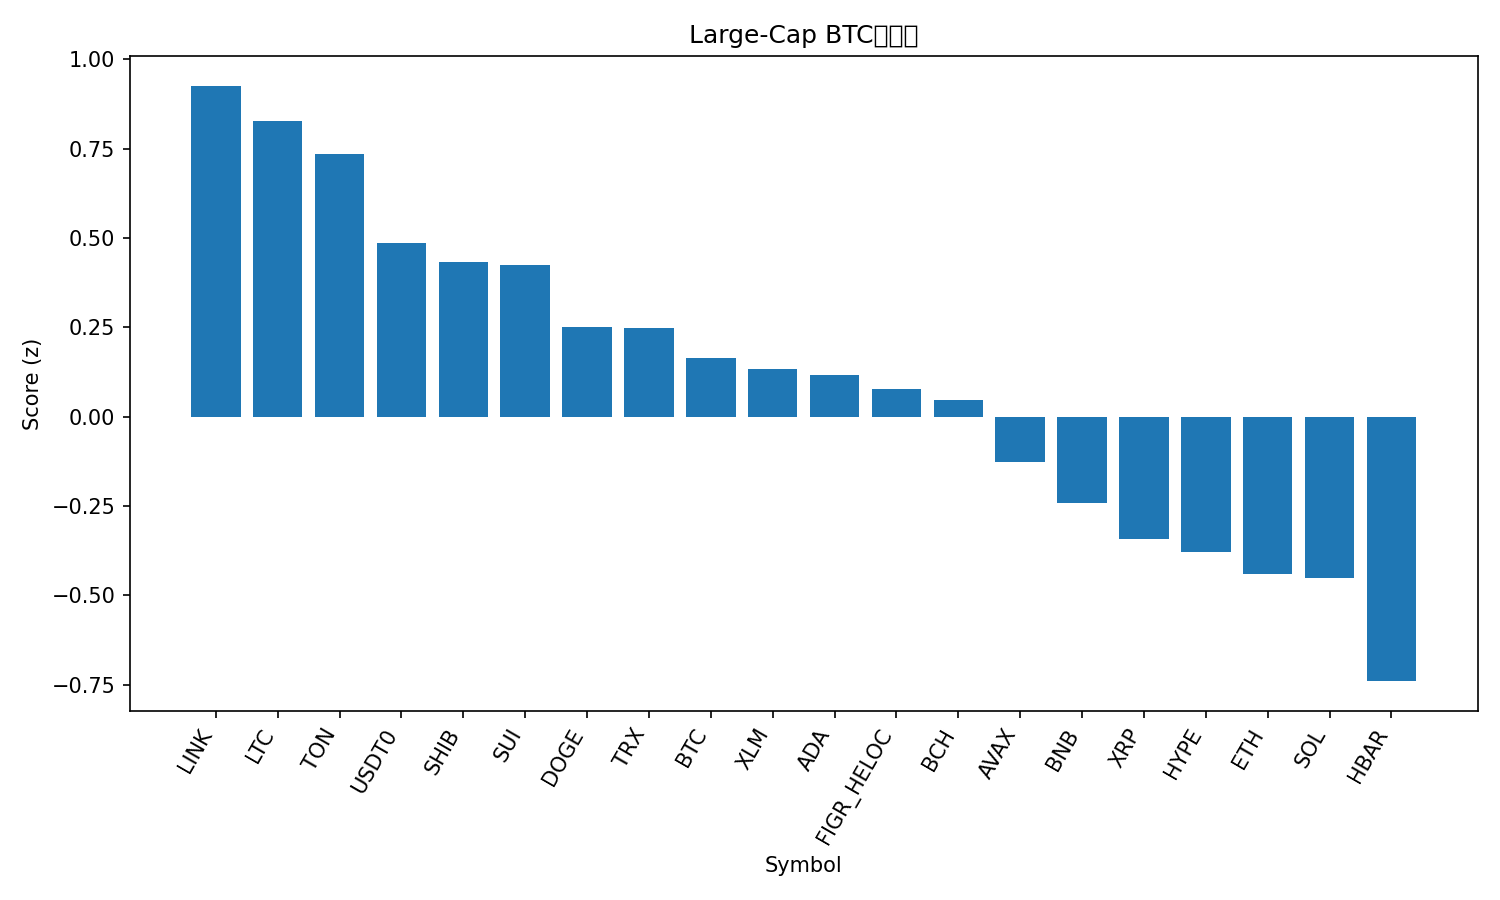 Large-Cap BTC
1.00
0.75
0.50
0.25
0.00
−0.25
−0.50
−0.75
Score (z)
LINK
LTC
TON
USDT0
SHIB
SUI
DOGE
TRX
BTC
XLM
ADA
FIGR_HELOC
BCH
AVAX
BNB
XRP
HYPE
ETH
SOL
HBAR
Symbol